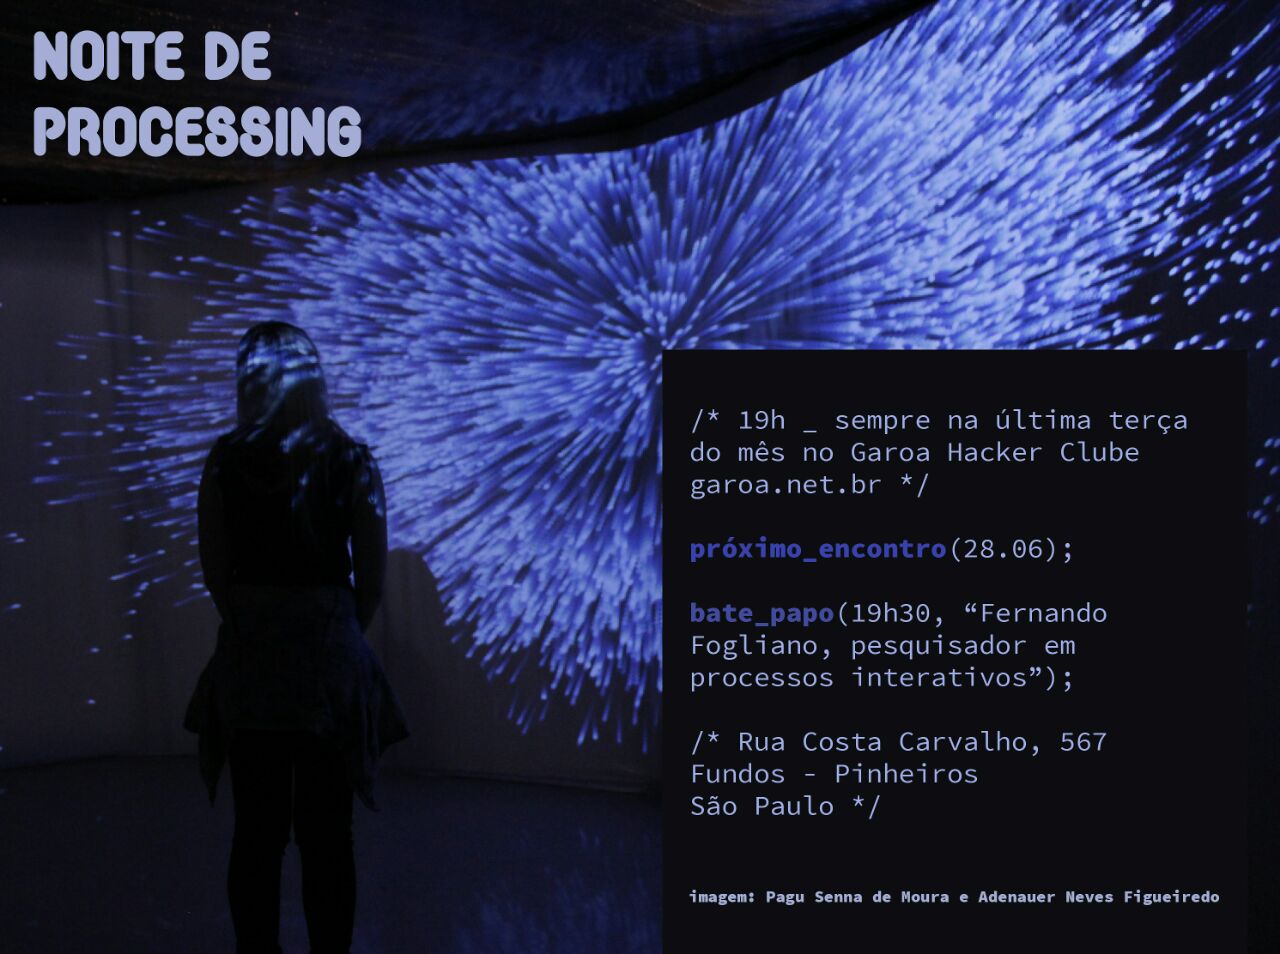 NOITE DE
PROCESSING
/* 19h _ sempre na última terça
do mês no Garoa Hacker Clube
garoa.net.br */
próximo_encontro(28.06);
bate_papo(19h30, “Fernando
Fogliano, pesquisador em
processos interativos”);
/* Rua Costa Carvalho, 567
Fundos - Pinheiros
São Paulo */
imagem: Pagu Senna de Moura e Adenauer Neves Figueiredo